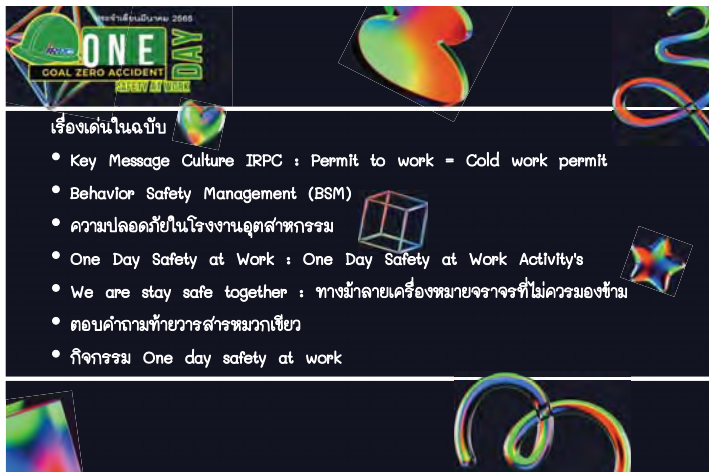 ประจำเดือนมีนาคม 2565
IRPC
ONE DAY
GOAL ZERO ACCIDENT
SAFETY AT WORK
เรื่องเด่นในฉบับ
• Key Message Culture IRPC : Permit to work = Cold work permit
• Behavior Safety Management (BSM)
• ความปลอดภัยในโรงงานอุตสาหกรรม
• One Day Safety at Work : One Day Safety at Work Activity's
• We are stay safe together : ทางม้าลายเครื่องหมายจราจรที่ไม่ควรมองข้าม
• ตอบคำถามท้ายวารสารหมวกเขียว
• กิจกรรม One day safety at work